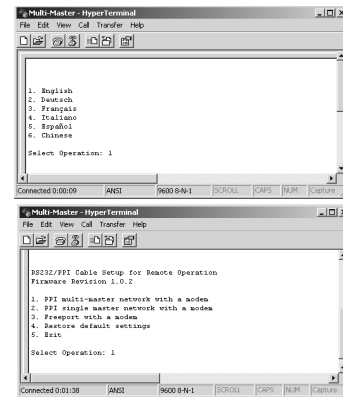 Multi-Master - HyperTerminal
File Edit View Call Transfer Help
1. English
2. Deutsch
3. Français
4. Italiano
5. Español
6. Chinese
Select Operation: 1
Connected 0:00:09 ANSI 9600 8-N-1 SCROLL CAPS NUM Capture
Multi-Master - HyperTerminal
File Edit View Call Transfer Help
RS232/PPI Cable Setup for Remote Operation
Firmware Revision 1.0.2
1. PPI multi-master network with a modem
2. PPI single master network with a modem
3. Freeport with a modem
4. Restore default settings
5. Exit
Select Operation: 1
Connected 0:01:38 ANSI 9600 8-N-1 SCROLL CAPS NUM Capture